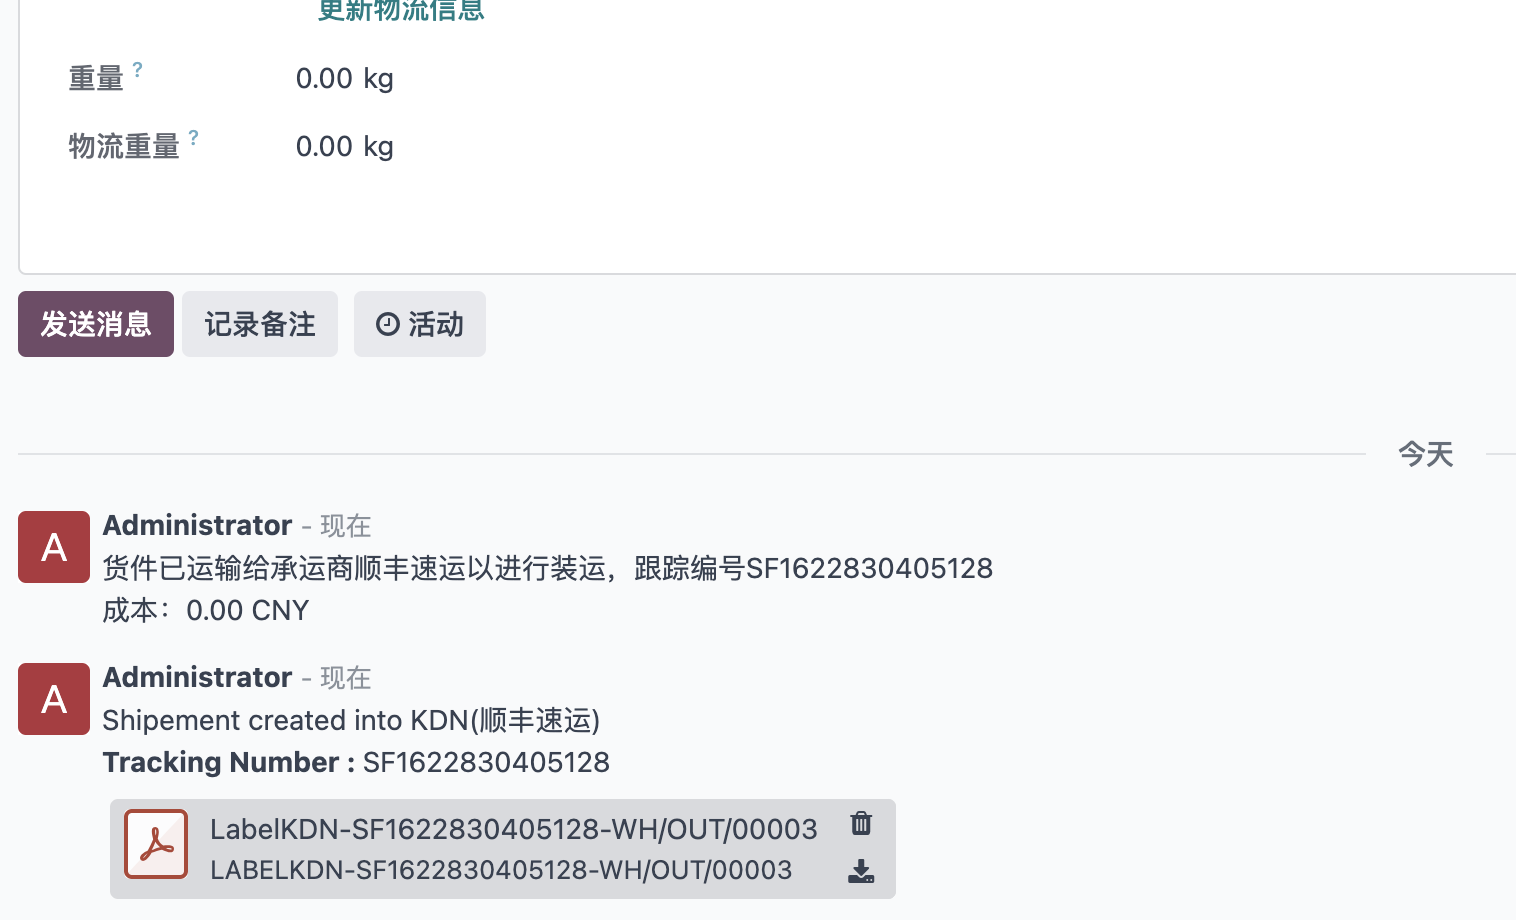 更新物流信息
重量 ? 0.00 kg
物流重量 ? 0.00 kg
发送消息 记录备注 活动
今天
A
Administrator - 现在
货件已运输给承运商顺丰速运以进行装运，跟踪编号SF1622830405128
成本：0.00 CNY
A
Administrator - 现在
Shipement created into KDN(顺丰速运)
Tracking Number : SF1622830405128
LabelKDN-SF1622830405128-WH/OUT/00003
LABELKDN-SF1622830405128-WH/OUT/00003